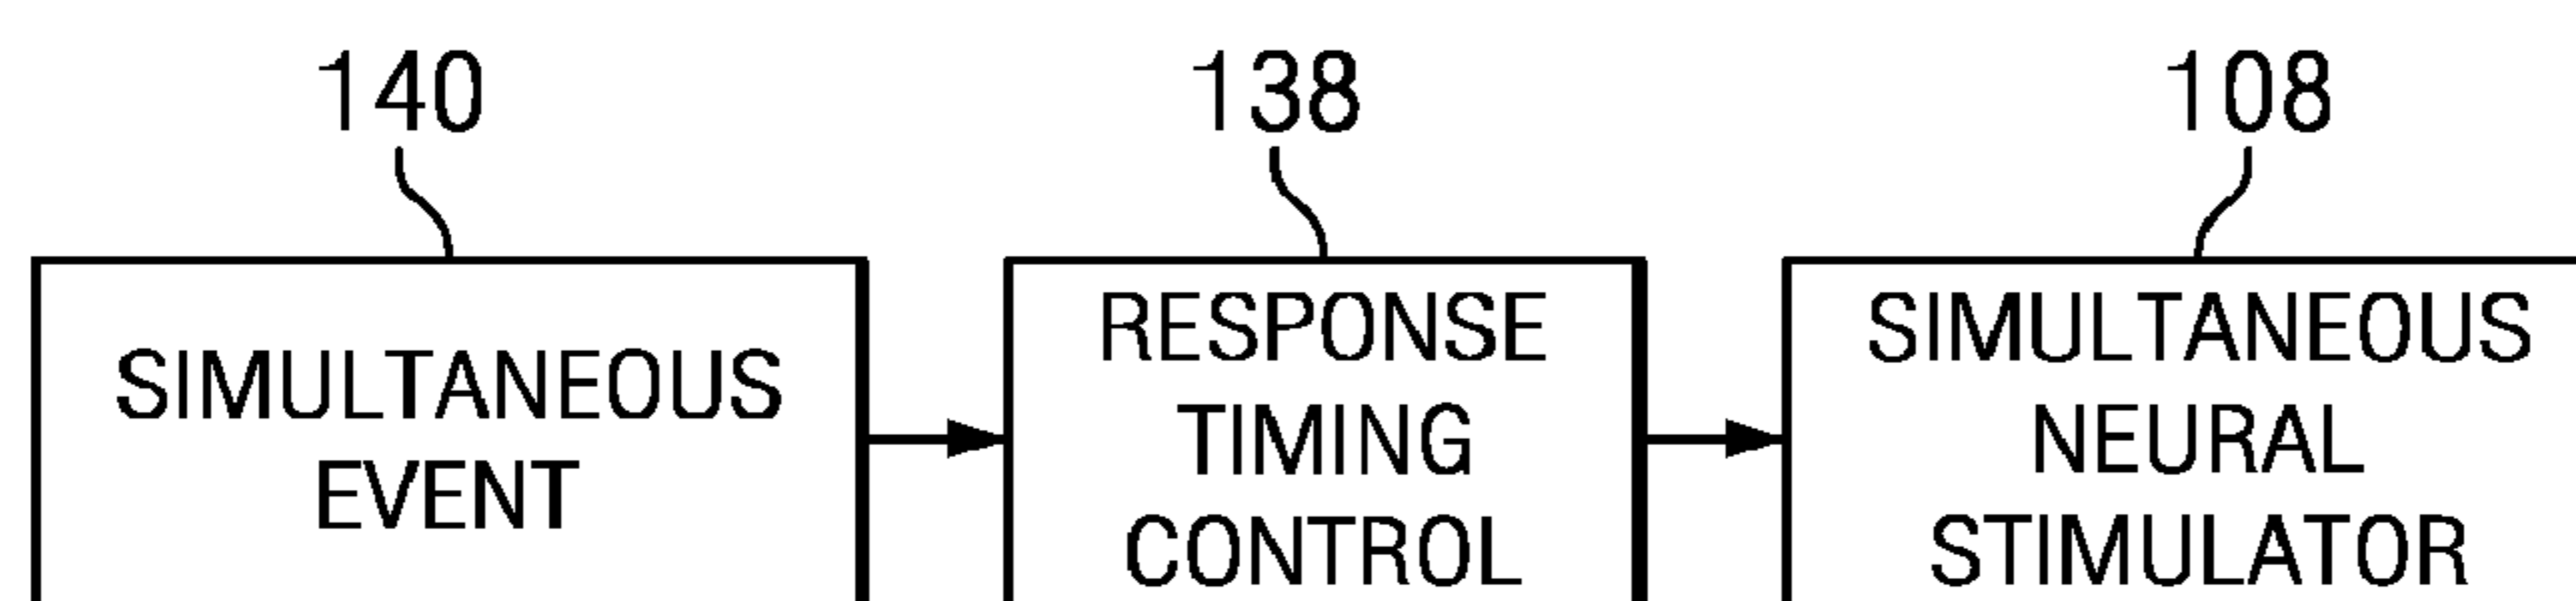 140
138
108
SIMULTANEOUS
EVENT
RESPONSE
TIMING
CONTROL
SIMULTANEOUS
NEURAL
STIMULATOR